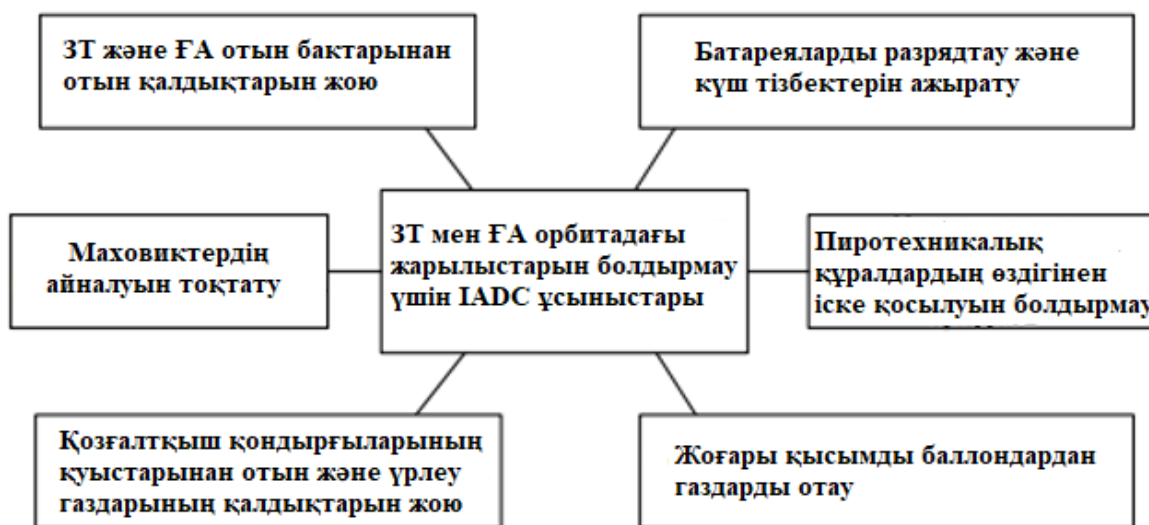 ЗТ және ҒА отын бактарынан
отын қалдықтарын жою
Батареяларды разрядтау және
күш тізбектерін ажырату
Маховиктердің
айналуын тоқтату
ЗТ мен ҒА орбитадағы
жарылыстарын болдырмау
үшін IADC ұсыныстары
Пиротехникалық
құралдардың өздігінен
іске қосылуын болдырмау
Қозғалтқыш қондырғыларының
қуыстарынан отын және үрлеу
газдарының қалдықтарын жою
Жоғары қысымды баллондардан
газдарды отау